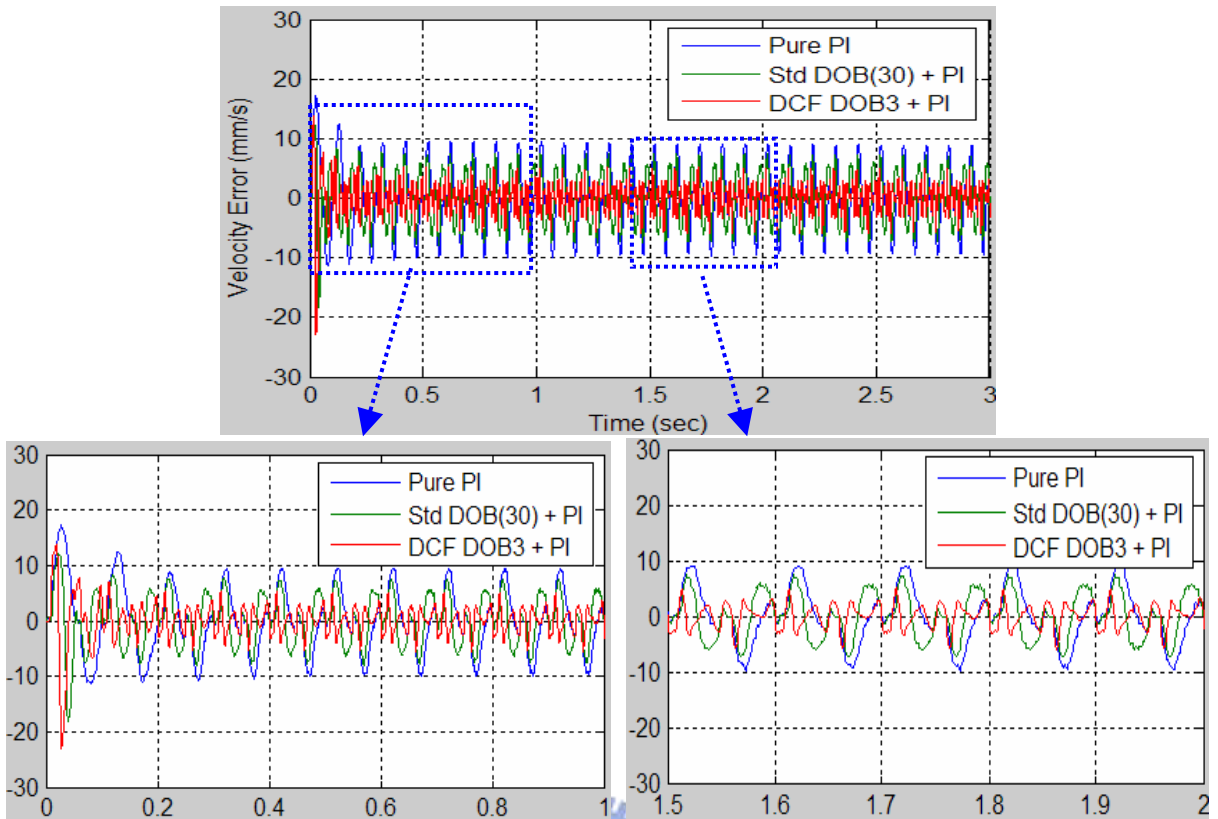 30
20
10
0
-10
-20
-30
Velocity Error (mm/s)
Pure PI
Std DOB(30) + PI
DCF DOB3 + PI
0 0.5 1 1.5 2 2.5 3
Time (sec)
30
20
10
0
-10
-20
-30
Pure PI
Std DOB(30) + PI
DCF DOB3 + PI
0 0.2 0.4 0.6 0.8 1
30
20
10
0
-10
-20
-30
Pure PI
Std DOB(30) + PI
DCF DOB3 + PI
1.5 1.6 1.7 1.8 1.9 2